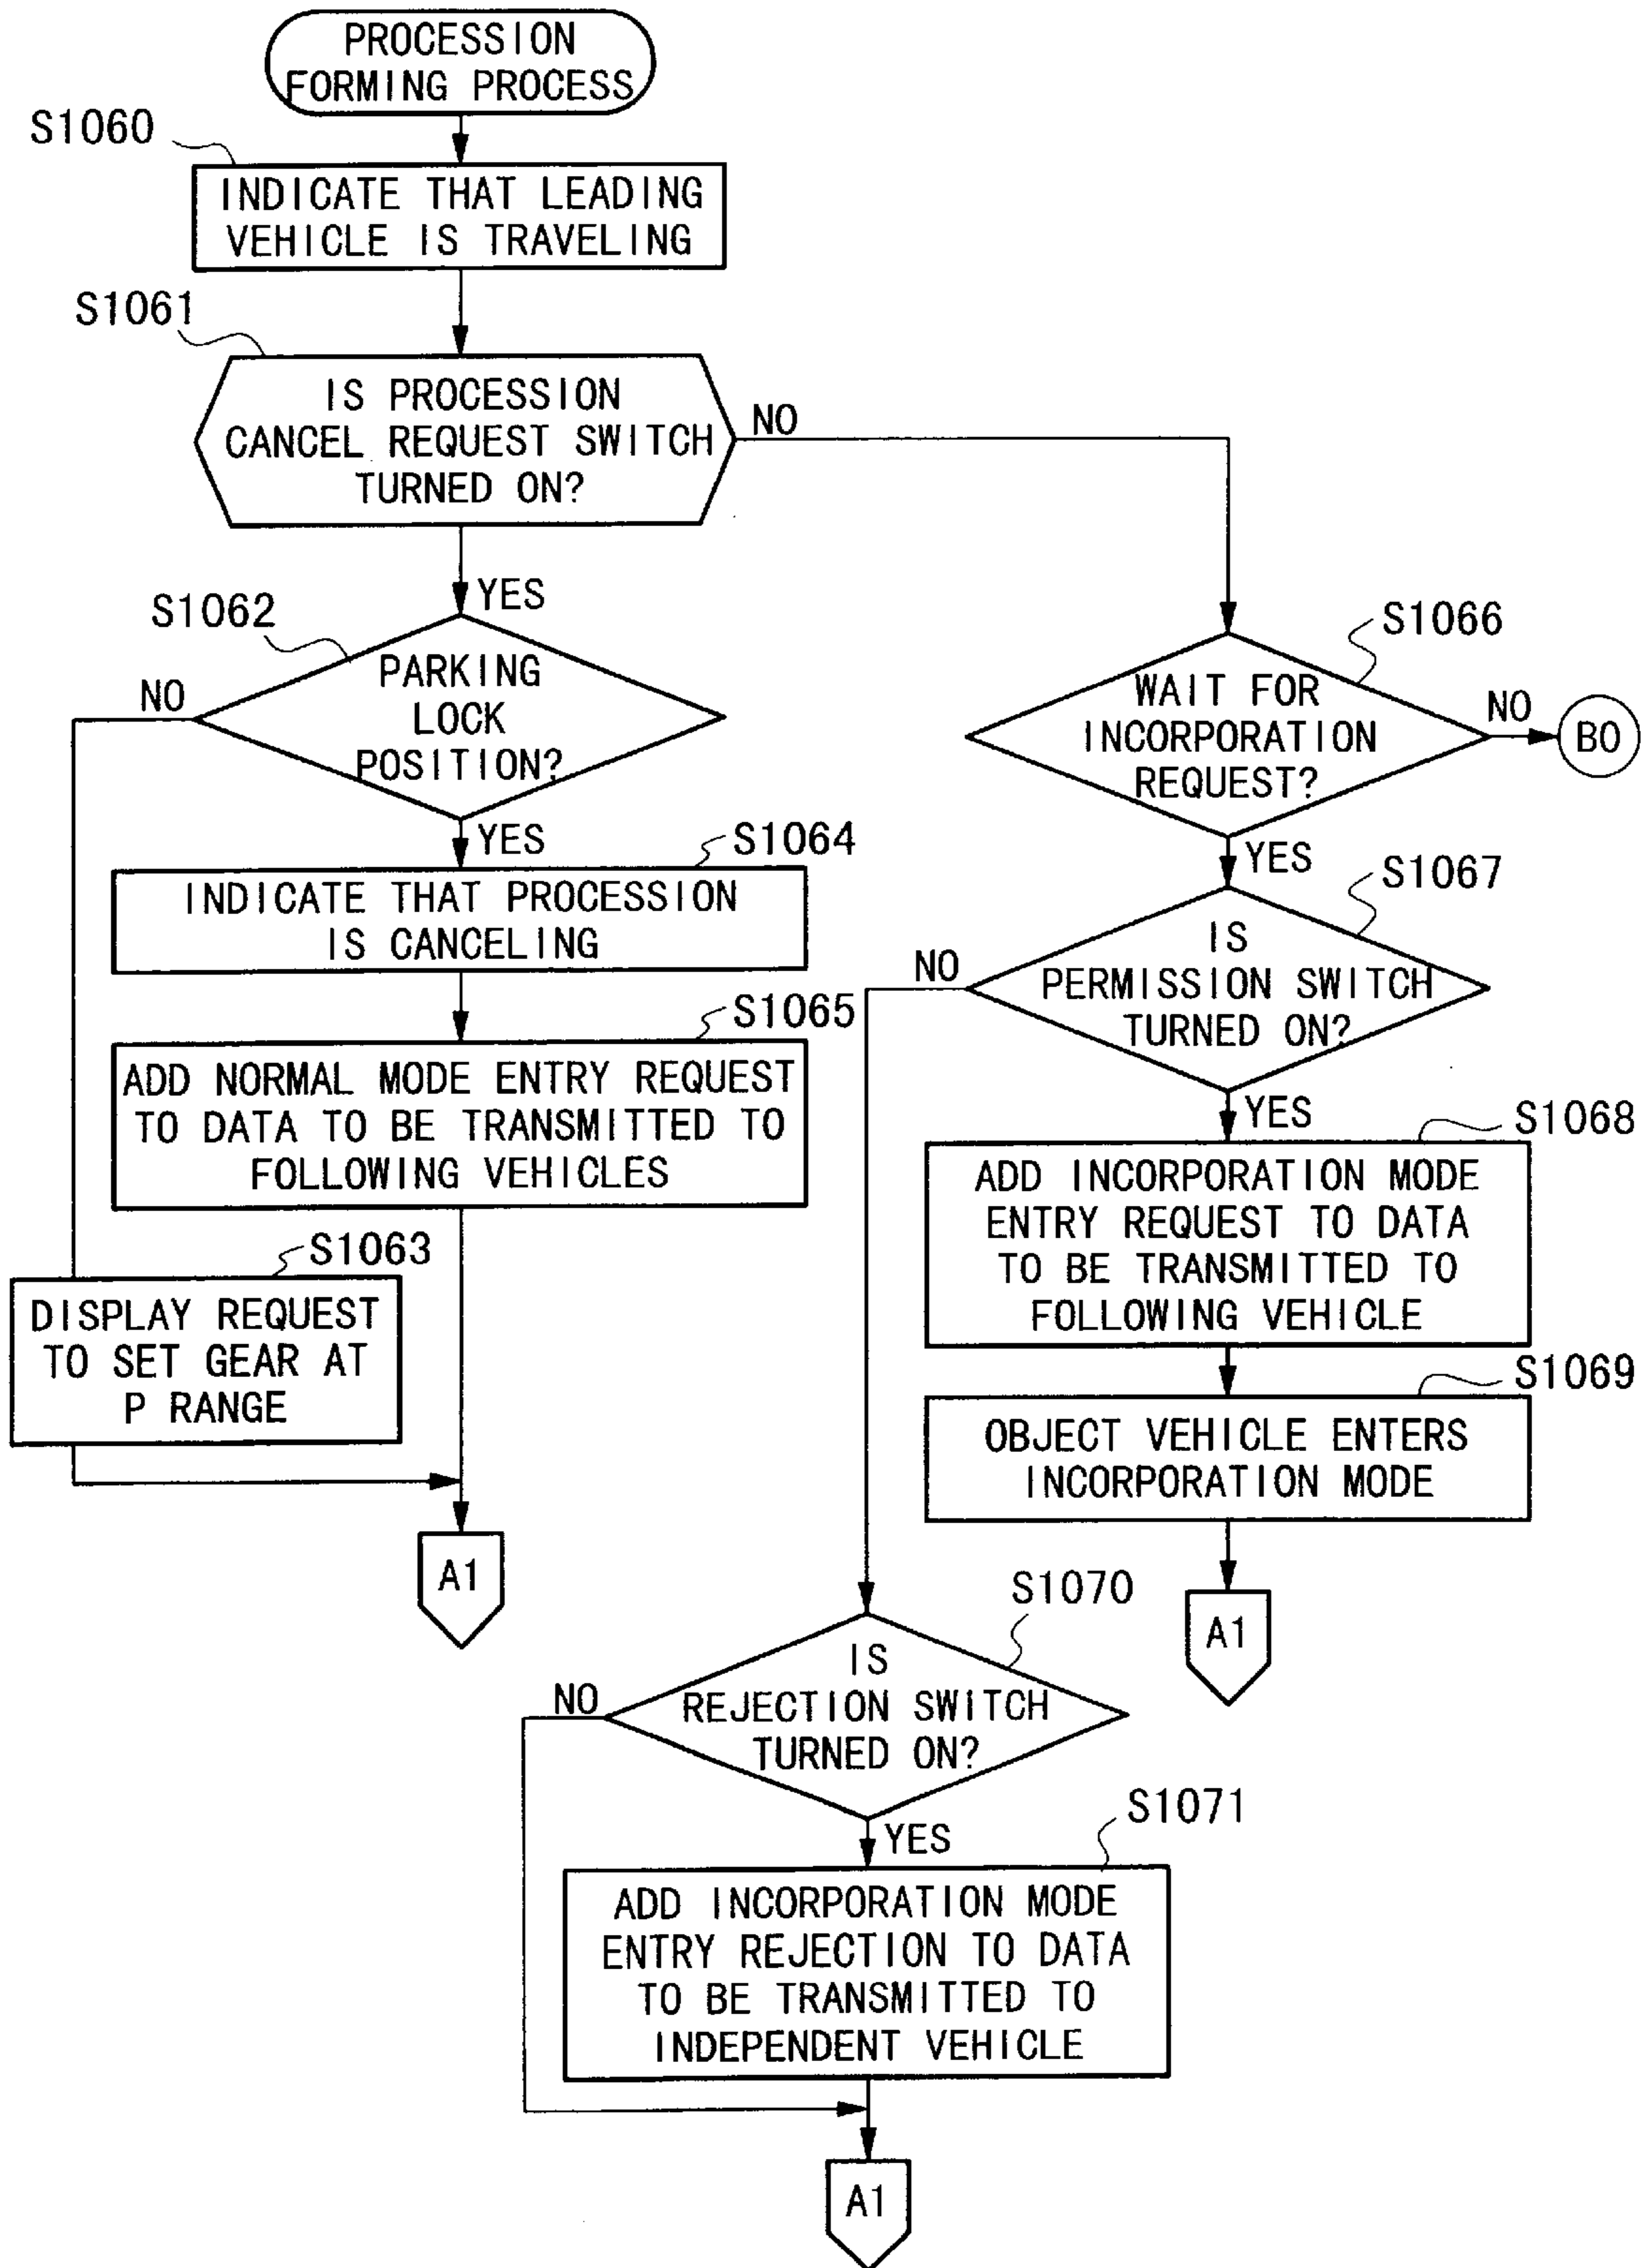 PROCESSION
FORMING PROCESS
S1060
INDICATE THAT LEADING
VEHICLE IS TRAVELING
S1061
IS PROCESSION
CANCEL REQUEST SWITCH
TURNED ON?
NO
YES
S1062
PARKING
LOCK
POSITION?
NO
YES
S1064
INDICATE THAT PROCESSION
IS CANCELING
S1065
ADD NORMAL MODE ENTRY REQUEST
TO DATA TO BE TRANSMITTED TO
FOLLOWING VEHICLES
S1063
DISPLAY REQUEST
TO SET GEAR AT
P RANGE
A1
S1066
WAIT FOR
INCORPORATION
REQUEST?
NO
B0
YES
S1067
IS
PERMISSION SWITCH
TURNED ON?
NO
YES
S1068
ADD INCORPORATION MODE
ENTRY REQUEST TO DATA
TO BE TRANSMITTED TO
FOLLOWING VEHICLE
S1069
OBJECT VEHICLE ENTERS
INCORPORATION MODE
A1
S1070
IS
REJECTION SWITCH
TURNED ON?
NO
YES
S1071
ADD INCORPORATION MODE
ENTRY REJECTION TO DATA
TO BE TRANSMITTED TO
INDEPENDENT VEHICLE
A1